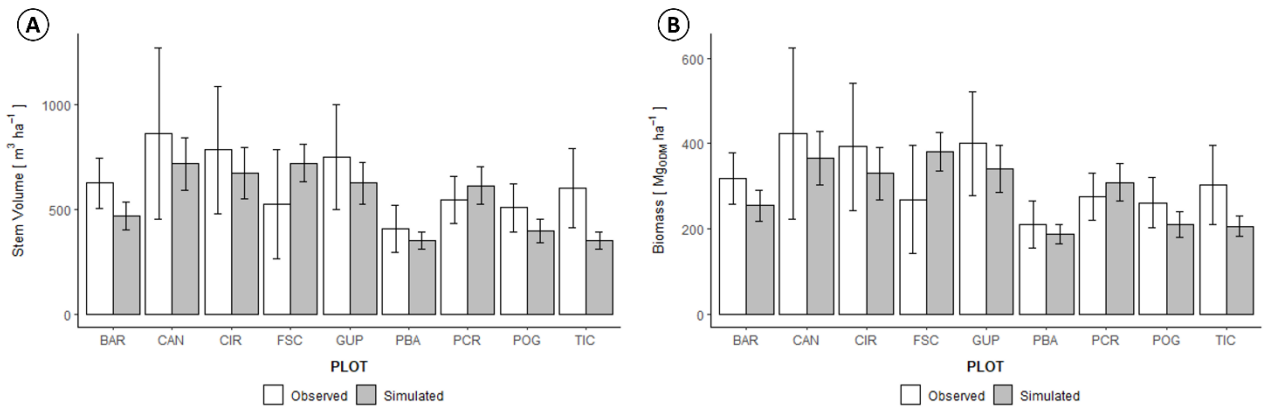 A
Stem Volume [ m³ ha⁻¹ ]
1000
500
0
BAR CAN CIR FSC GUP PBA PCR POG TIC
PLOT
Observed Simulated
B
Biomass [ Mg_ODM ha⁻¹ ]
600
400
200
0
BAR CAN CIR FSC GUP PBA PCR POG TIC
PLOT
Observed Simulated